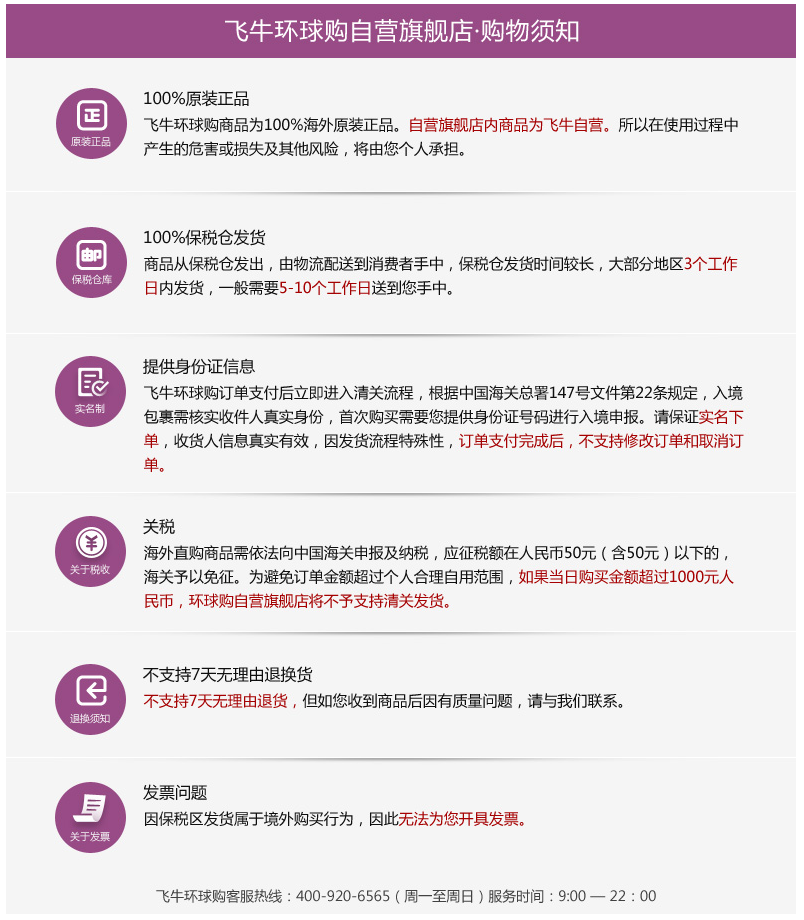 飞牛环球购自营旗舰店·购物须知
正
原装正品
100%原装正品
飞牛环球购商品为100%海外原装正品。自营旗舰店内商品为飞牛自营。所以在使用过程中
产生的危害或损失及其他风险，将由您个人承担。
邮
保税仓库
100%保税仓发货
商品从保税仓发出，由物流配送到消费者手中，保税仓发货时间较长，大部分地区3个工作
日内发货，一般需要5-10个工作日送到您手中。
实名制
提供身份证信息
飞牛环球购订单支付后立即进入清关流程，根据中国海关总署147号文件第22条规定，入境
包裹需核实收件人真实身份，首次购买需要您提供身份证号码进行入境申报。请保证实名下
单，收货人信息真实有效，因发货流程特殊性，订单支付完成后，不支持修改订单和取消订
单。
关于税收
关税
海外直购商品需依法向中国海关申报及纳税，应征税额在人民币50元（含50元）以下的，
海关予以免征。为避免订单金额超过个人合理自用范围，如果当日购买金额超过1000元人
民币，环球购自营旗舰店将不予支持清关发货。
退换须知
不支持7天无理由退换货
不支持7天无理由退货，但如您收到商品后因有质量问题，请与我们联系。
关于发票
发票问题
因保税区发货属于境外购买行为，因此无法为您开具发票。
飞牛环球购客服热线：400-920-6565（周一至周日）服务时间：9:00 — 22：00